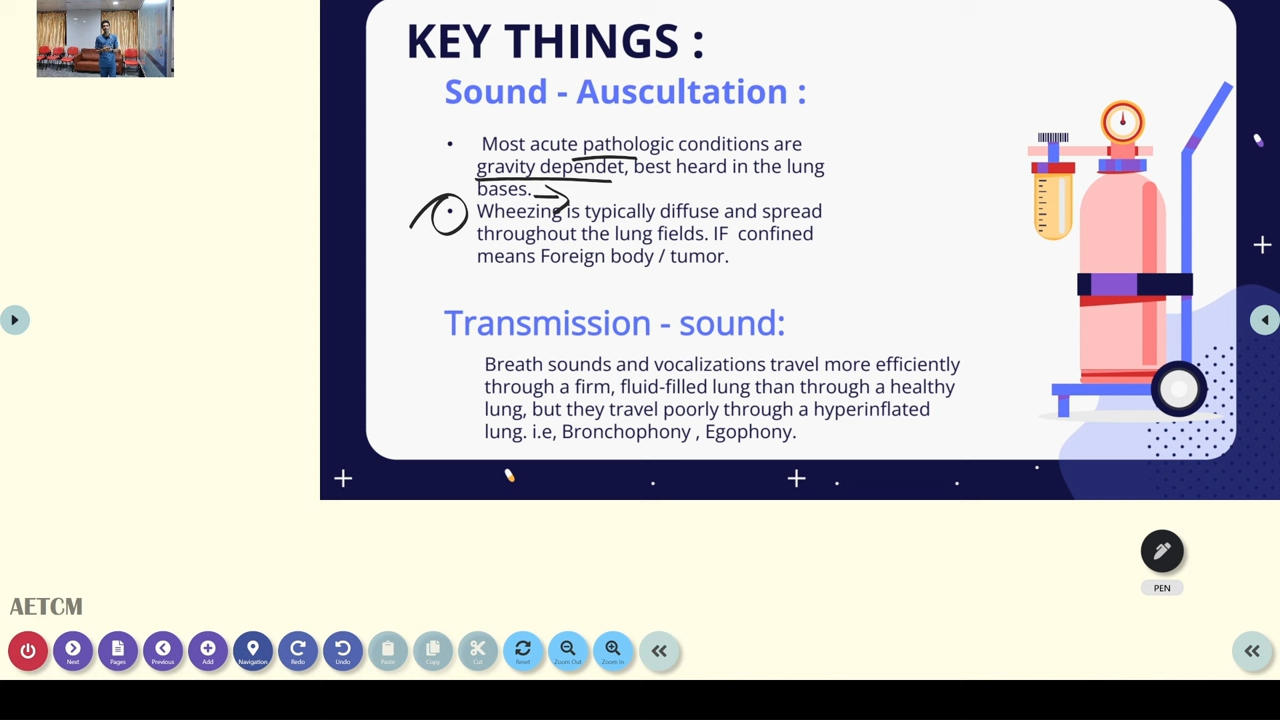 KEY THINGS :
Sound - Auscultation :
• Most acute pathologic conditions are
gravity dependet, best heard in the lung
bases.
• Wheezing is typically diffuse and spread
throughout the lung fields. IF confined
means Foreign body / tumor.
Transmission - sound:
Breath sounds and vocalizations travel more efficiently
through a firm, fluid-filled lung than through a healthy
lung, but they travel poorly through a hyperinflated
lung. i.e, Bronchophony , Egophony.
PEN
AETCM
Next
Pages
Previous
Add
Navigation
Redo
Undo
Paste
Copy
Cut
Reset
Zoom Out
Zoom In